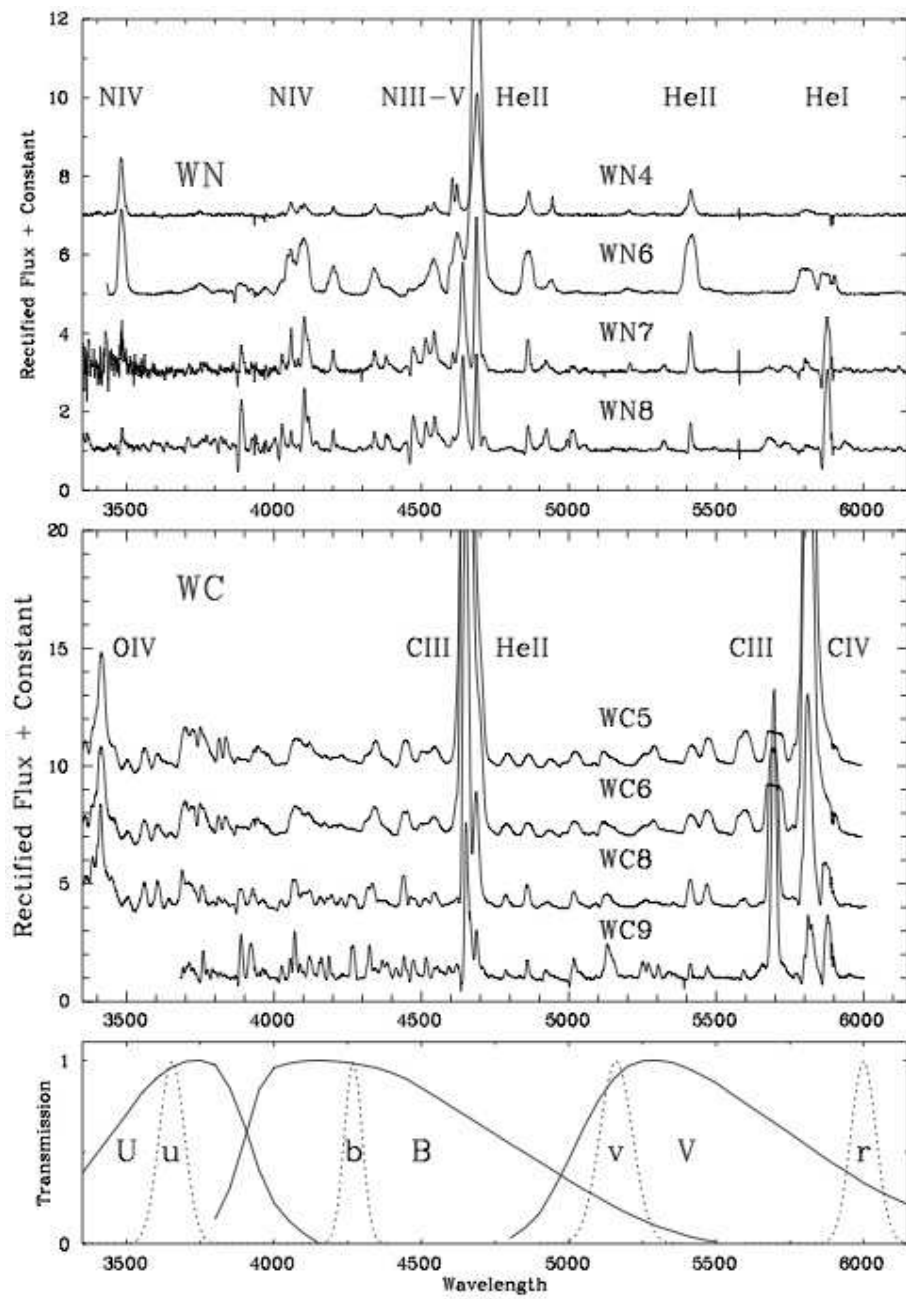 12
NIV NIV NIII–V HeII HeII HeI
10
WN WN4
8
WN6
6
WN7
4
WN8
2
0
Rectified Flux + Constant
3500 4000 4500 5000 5500 6000
20
WC
OIV CIII HeII CIII CIV
15
WC5
10
WC6
WC8
5
WC9
0
Rectified Flux + Constant
3500 4000 4500 5000 5500 6000
1
U u b B v V r
0
Transmission
3500 4000 4500 5000 5500 6000
Wavelength